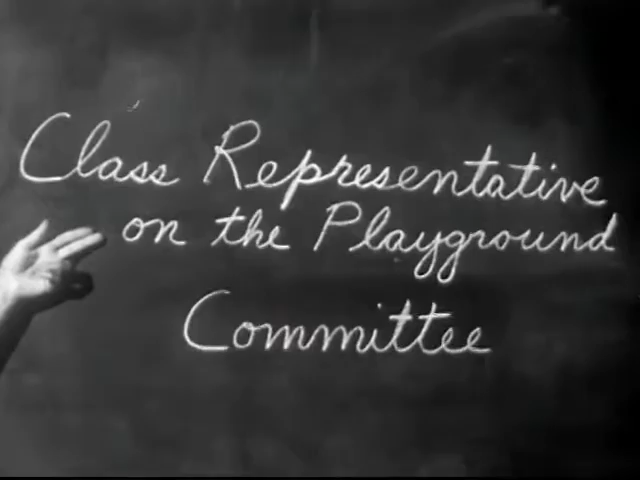 Class Representative
on the Playground
Committee